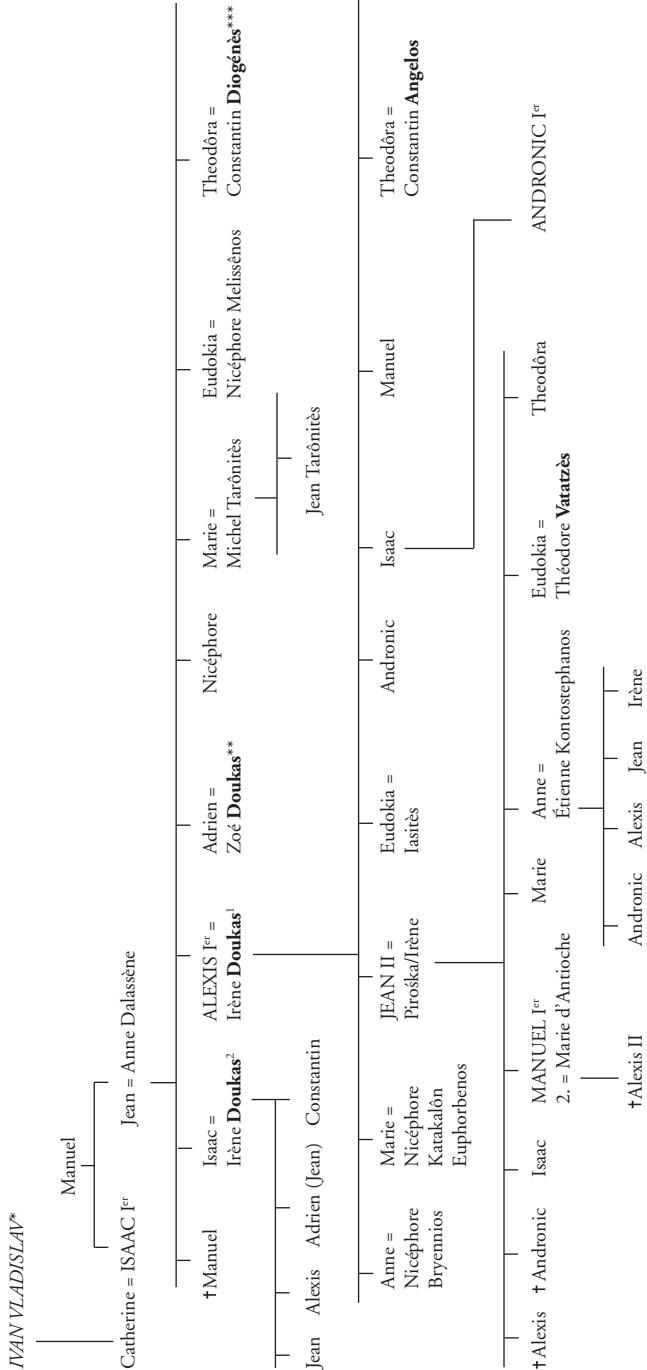 IVAN VLADISLAV*
Manuel
Catherine = ISAAC Iᵉʳ
Jean = Anne Dalassène
†Manuel
Isaac =
Irène Doukas²
ALEXIS Iᵉʳ =
Irène Doukas¹
Adrien =
Zoé Doukas**
Nicéphore
Marie =
Michel Tarônitès
Eudokia =
Nicéphore Melissênos
Theodôra =
Constantin Diogénès***
Jean
Alexis
Adrien (Jean)
Constantin
Jean Tarônitès
Anne =
Nicéphore
Bryennios
Marie =
Nicéphore
Katakalôn
Euphorbenos
JEAN II =
Piroška/Irène
Eudokia =
Iasitès
Andronic
Isaac
Manuel
Theodôra =
Constantin Angelos
†Alexis
†Andronic
Isaac
MANUEL Iᵉʳ
2. = Marie d'Antioche
Marie
Anne =
Étienne Kontostephanos
Eudokia =
Théodore Vatatzès
Theodôra
ANDRONIC Iᵉʳ
†Alexis II
Andronic
Alexis
Jean
Irène